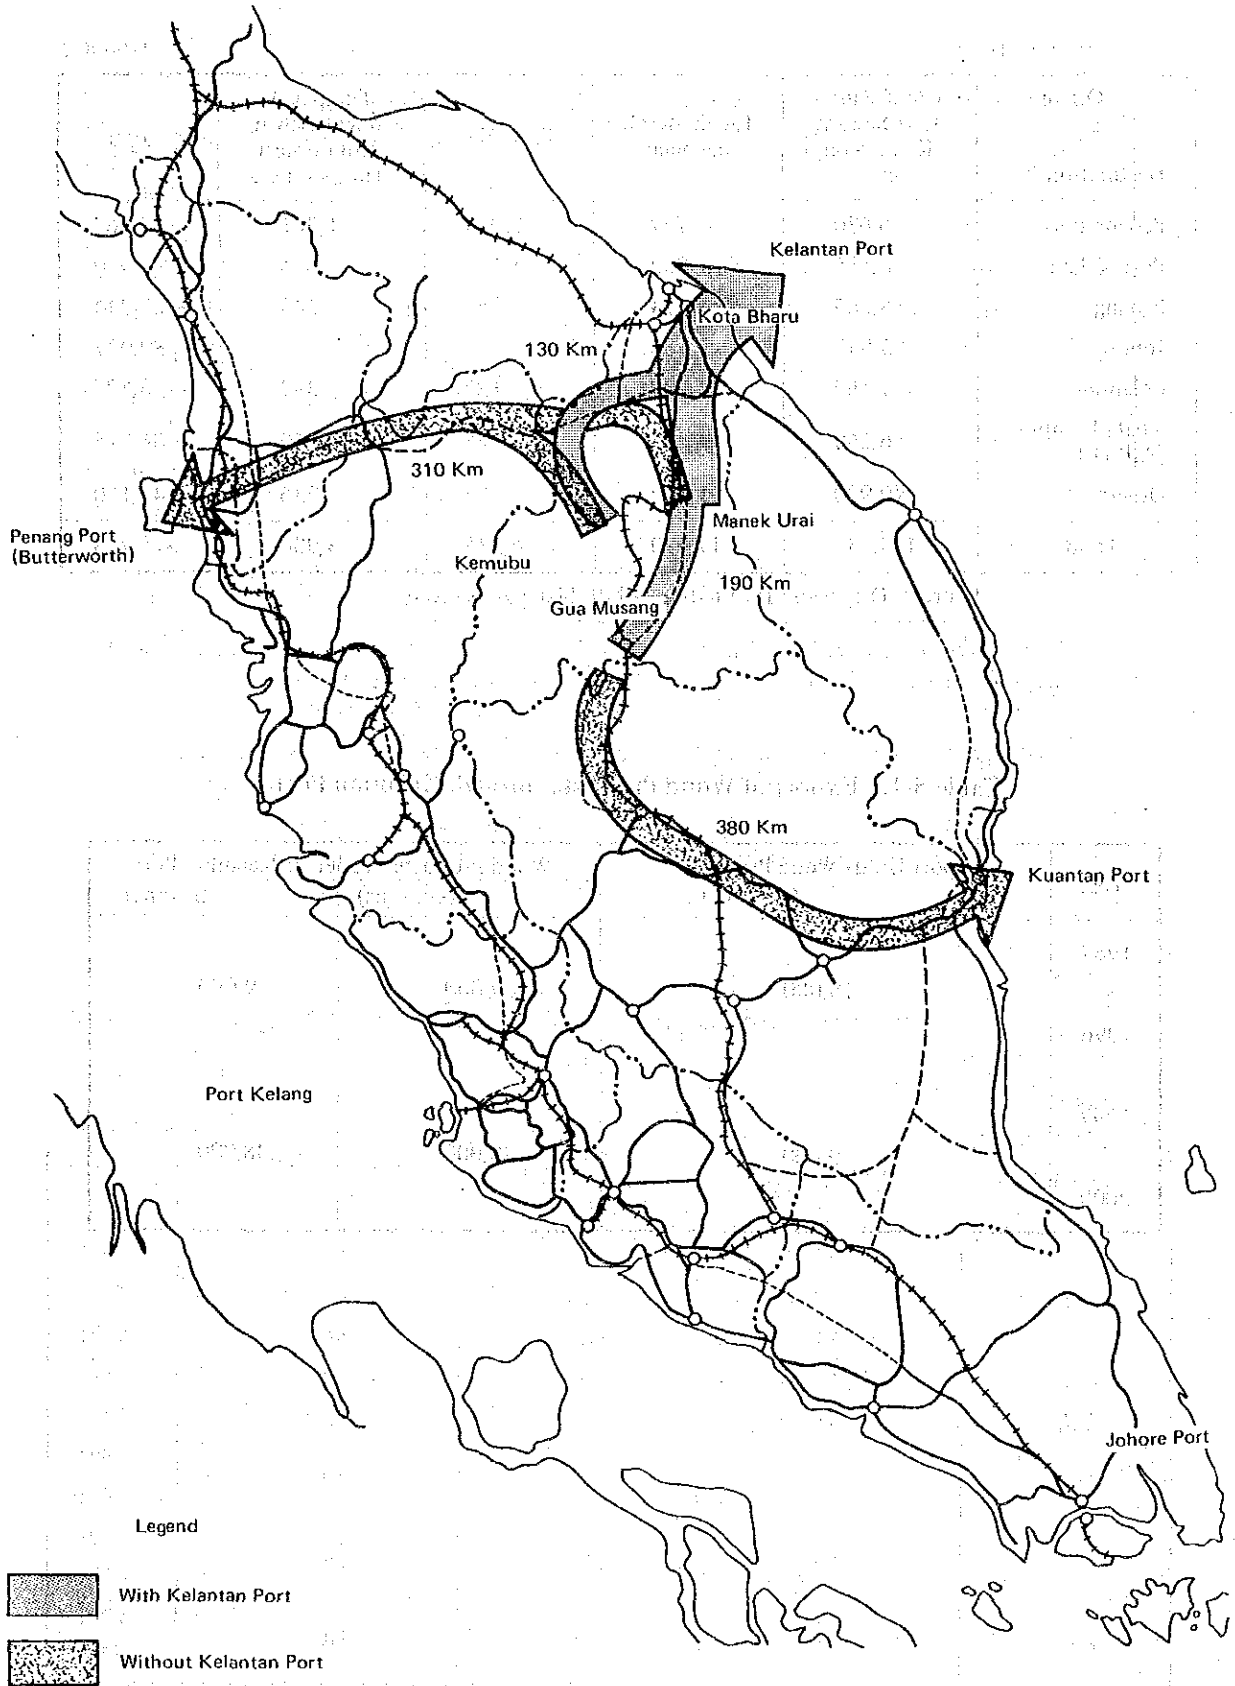 Kelantan Port
Kota Bharu
130 Km
310 Km
Penang Port
(Butterworth)
Manek Urai
Kemubu
190 Km
Gua Musang
380 Km
Kuantan Port
Port Kelang
Johore Port
Legend
With Kelantan Port
Without Kelantan Port